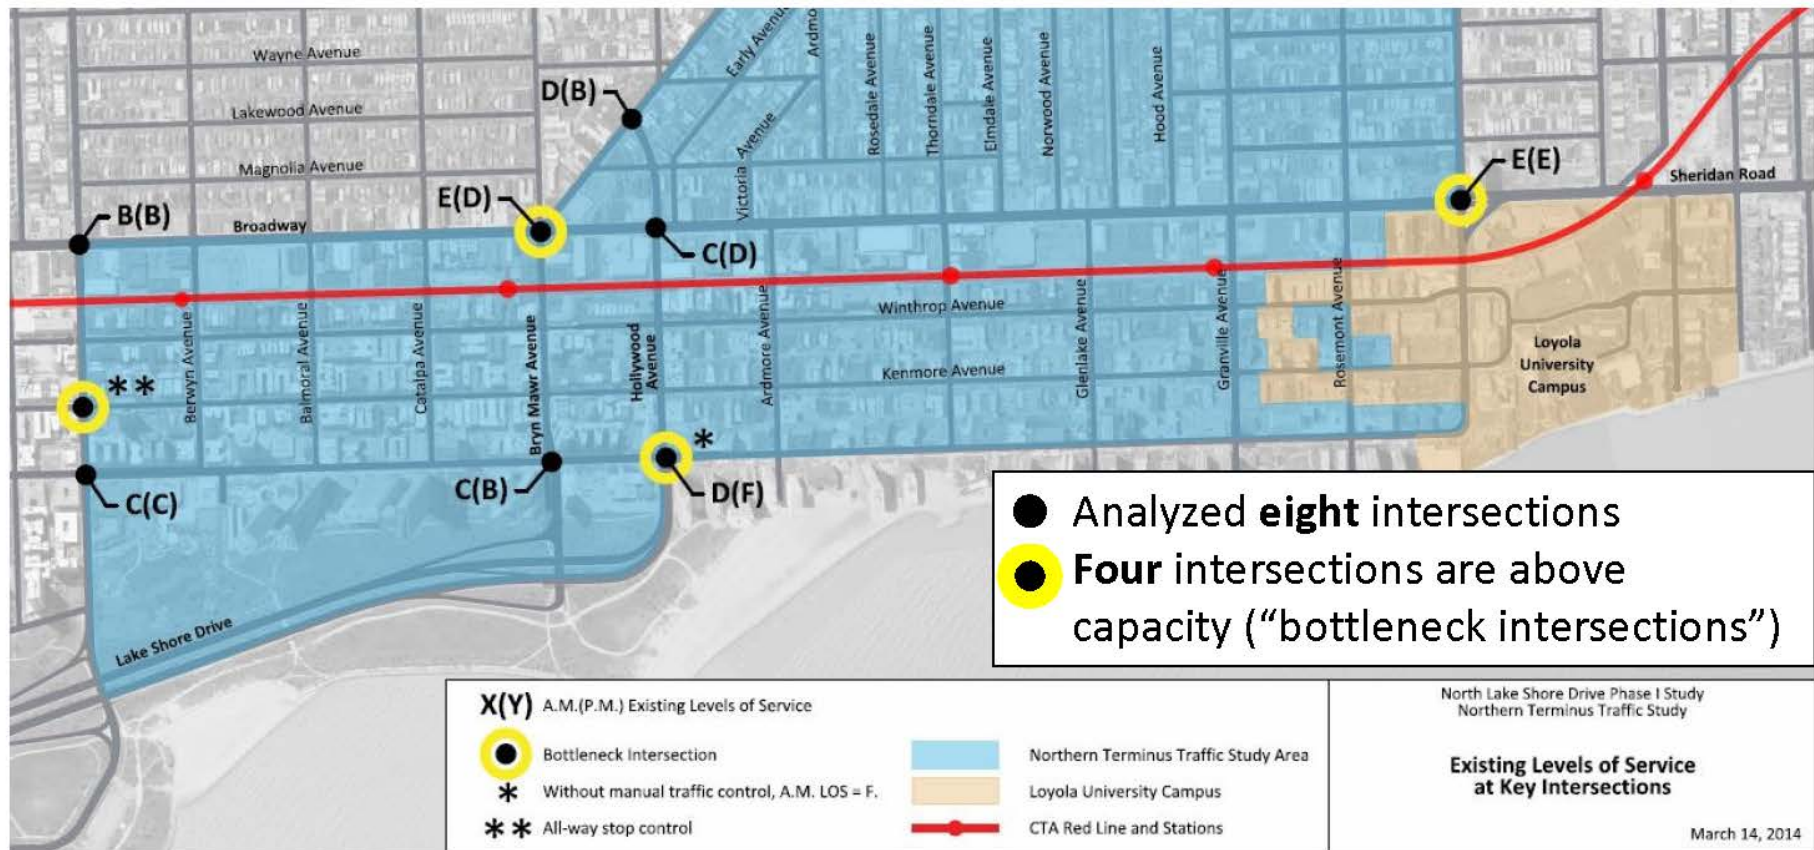 Wayne Avenue
Lakewood Avenue
Magnolia Avenue
Broadway
Early Avenue
Ardmo
Victoria Avenue
Rosedale Avenue
Thorndale Avenue
Elmdale Avenue
Norwood Avenue
Hood Avenue
Sheridan Road
D(B)
E(D)
B(B)
C(D)
E(E)
Winthrop Avenue
Kenmore Avenue
Berwyn Avenue
Balmoral Avenue
Catalpa Avenue
Bryn Mawr Avenue
Hollywood
Avenue
Ardmore Avenue
Glenlake Avenue
Granville Avenue
Rosemont Avenue
Loyola
University
Campus
**
*
C(C)
C(B)
D(F)
Lake Shore Drive
Analyzed eight intersections
Four intersections are above
capacity (“bottleneck intersections”)
X(Y) A.M.(P.M.) Existing Levels of Service
Bottleneck Intersection
* Without manual traffic control, A.M. LOS = F.
** All-way stop control
Northern Terminus Traffic Study Area
Loyola University Campus
CTA Red Line and Stations
North Lake Shore Drive Phase I Study
Northern Terminus Traffic Study
Existing Levels of Service
at Key Intersections
March 14, 2014